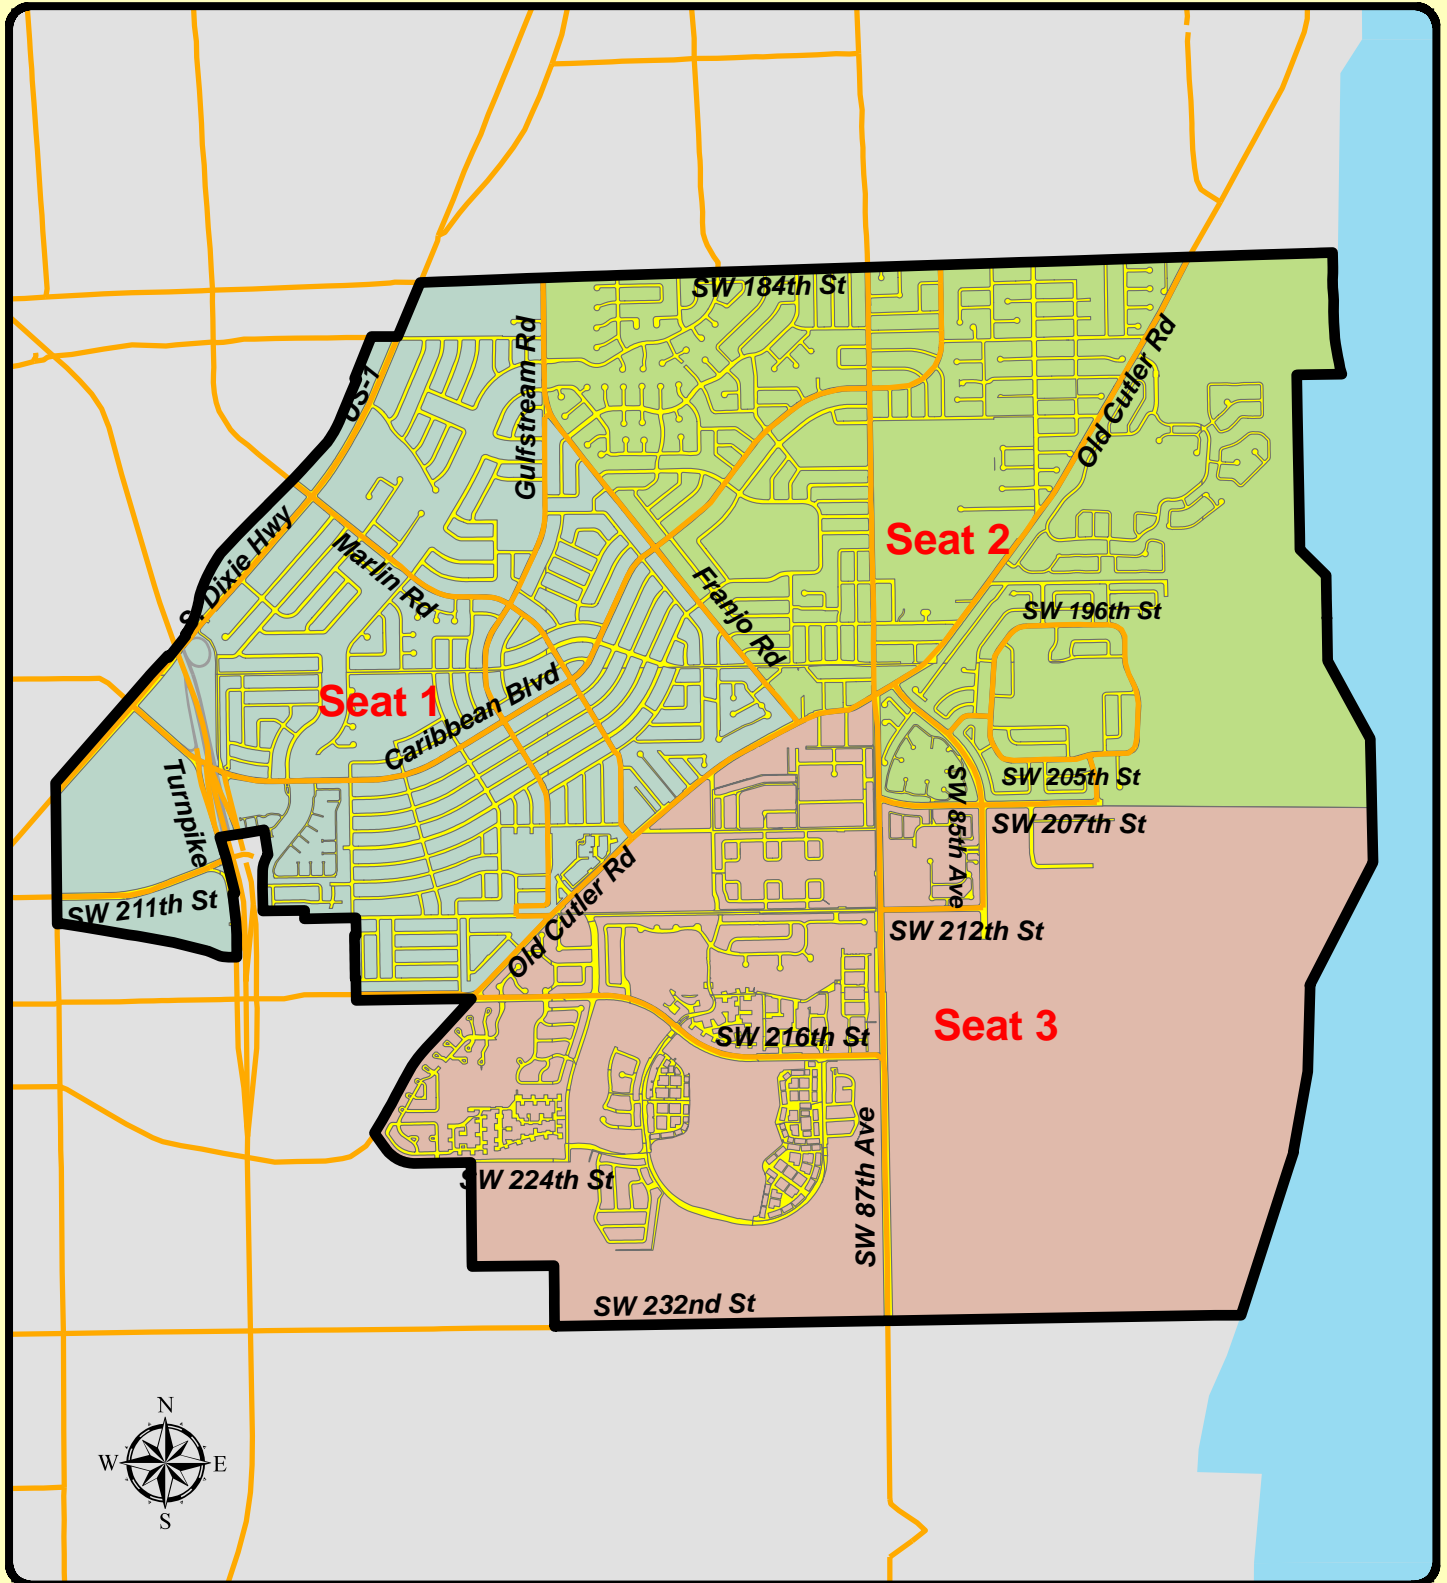 SW 184th St
Gulfstream Rd
US-1
Old Cutler Rd
S. Dixie Hwy
Marlin Rd
Seat 2
Franjo Rd
SW 196th St
Seat 1
Caribbean Blvd
Turnpike
SW 205th St
SW 85th Ave
SW 207th St
Old Cutler Rd
SW 211th St
SW 212th St
Seat 3
SW 216th St
SW 87th Ave
SW 224th St
SW 232nd St
N
W
E
S